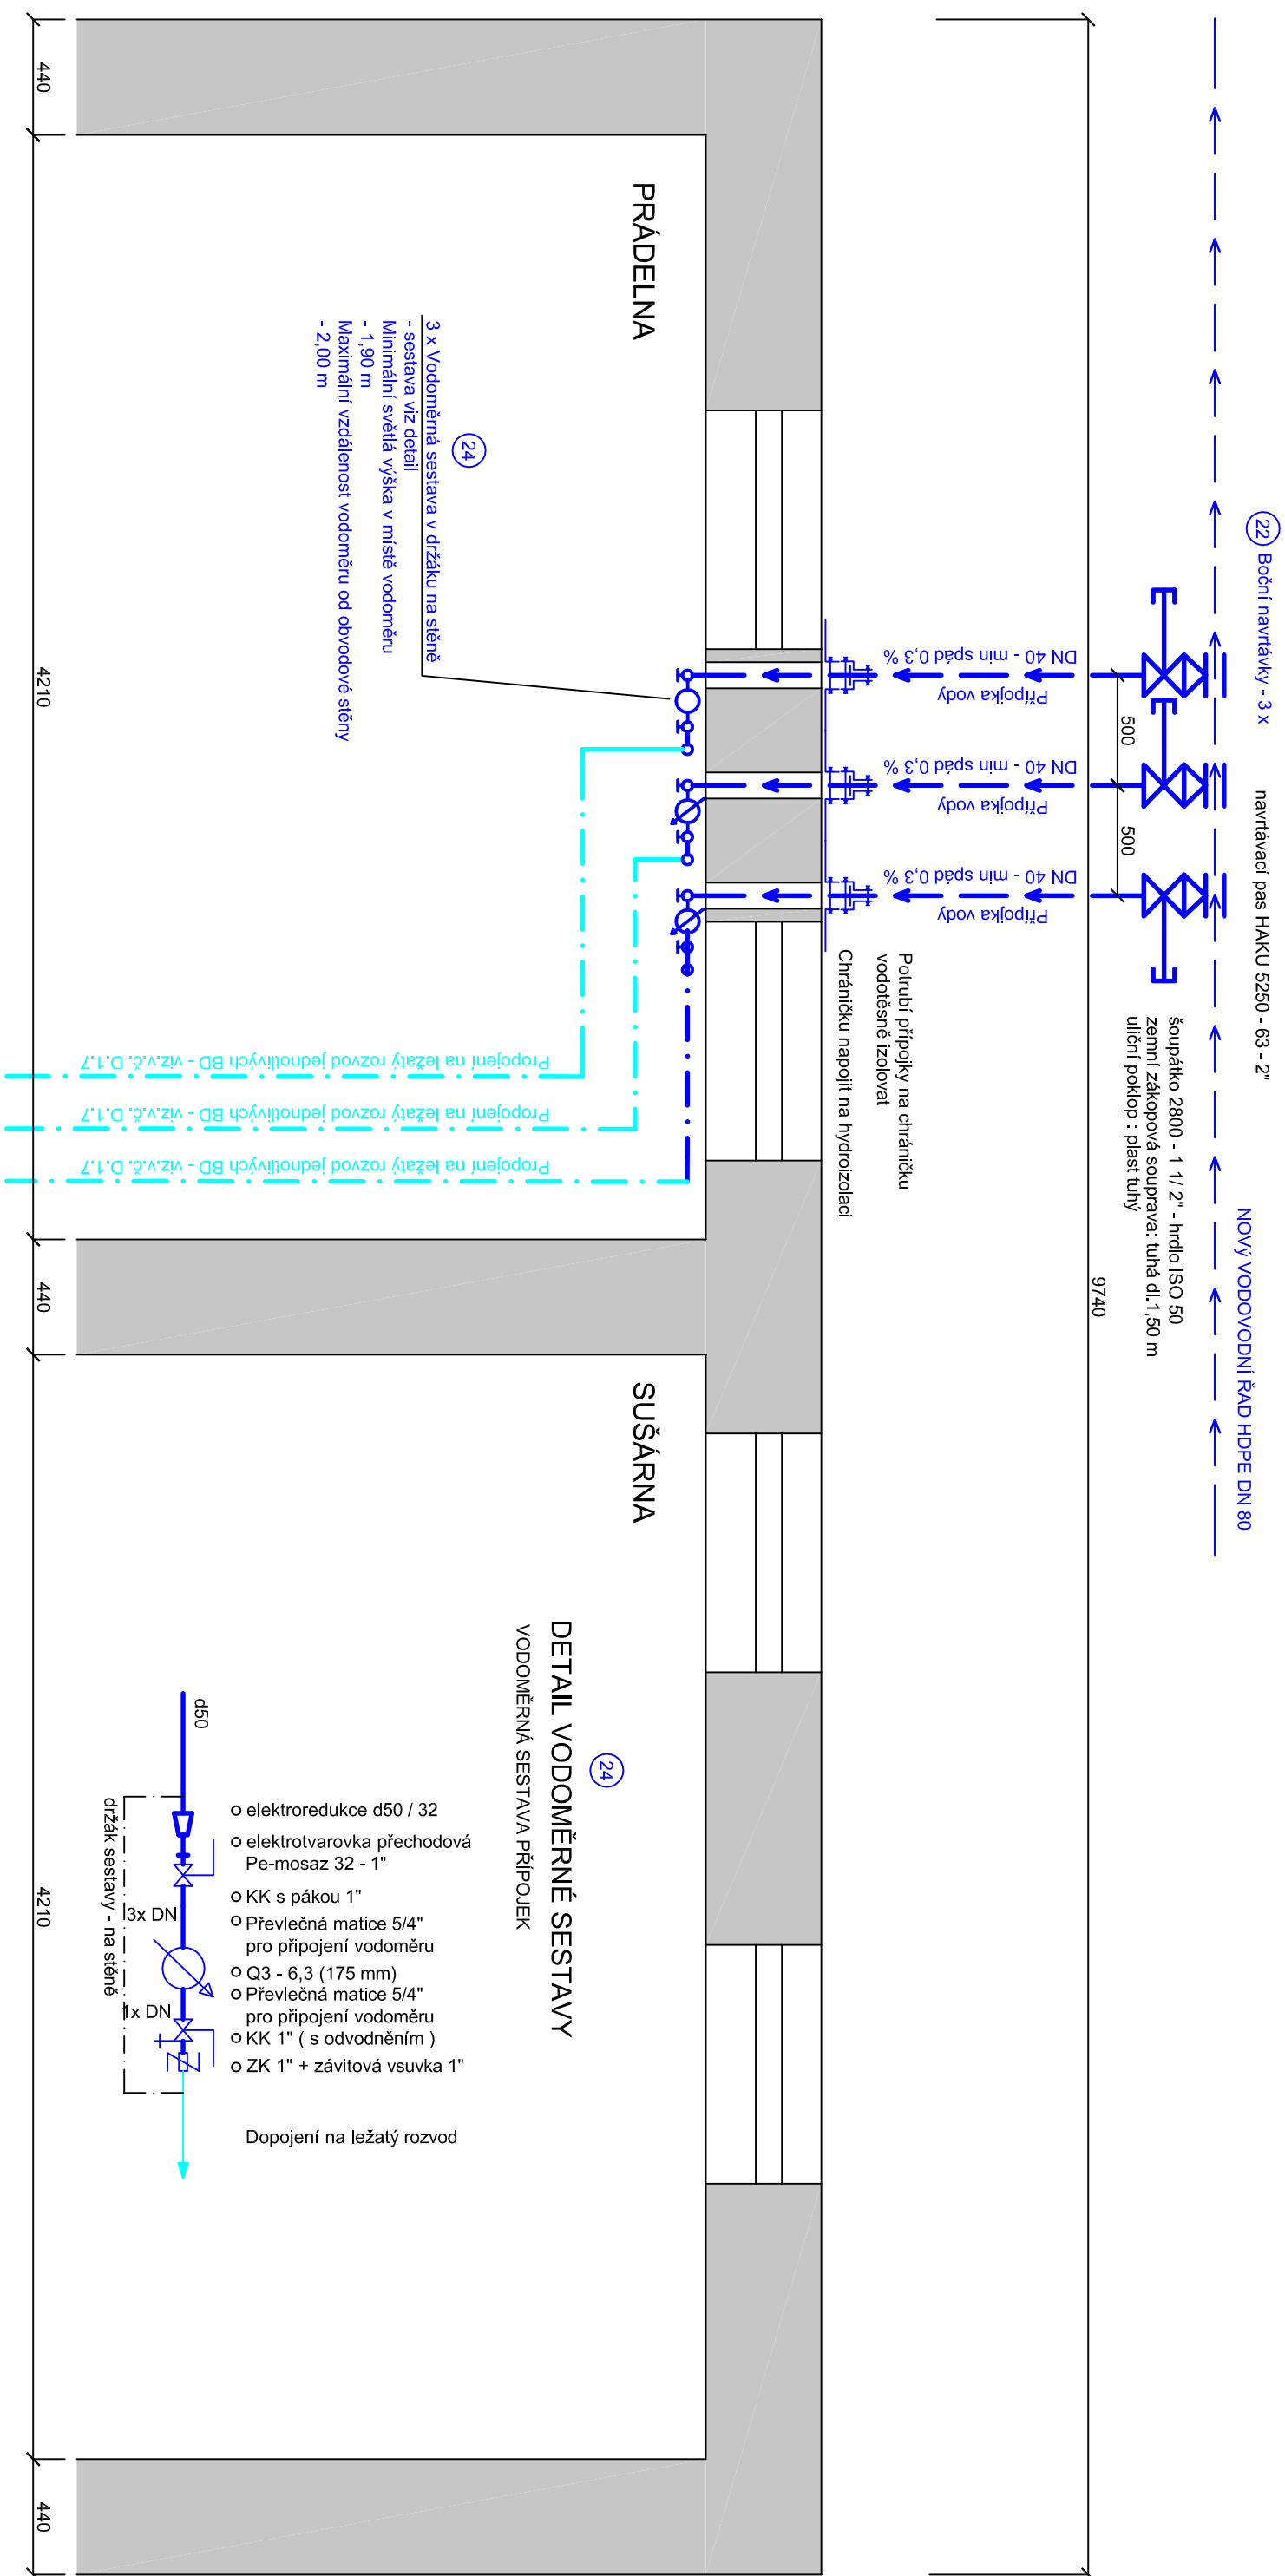 22
Boční navrtávky - 3 x
navrtávací pas HAKU 5250 - 63 - 2"
NOVý VODOVODNÍ ŘAD HDPE DN 80
šoupátko 2800 - 1 1/ 2" - hrdlo ISO 50
zemní zákopová souprava: tuhá dl.1,50 m
uliční poklop : plast tuhý
500
500
9740
Přípojka vody
DN 40 - min spád 0,3 %
Přípojka vody
DN 40 - min spád 0,3 %
Přípojka vody
DN 40 - min spád 0,3 %
Potrubí přípojky na chráničku
vodotěsně izolovat
Chráničku napojit na hydroizolaci
PRÁDELNA
SUŠÁRNA
24
3 x Vodoměrná sestava v držáku na stěně
- sestava viz detail
Minimální světlá výška v místě vodoměru
- 1,90 m
Maximální vzdálenost vodoměru od obvodové stěny
- 2,00 m
Propopjení na ležatý rozvod jednotlivých BD - viz.v.č. D.1.7
Propopjení na ležatý rozvod jednotlivých BD - viz.v.č. D.1.7
Propopjení na ležatý rozvod jednotlivých BD - viz.v.č. D.1.7
24
DETAIL VODOMĚRNÉ SESTAVY
VODOMĚRNÁ SESTAVA PŘÍPOJEK
d50
elektroredukce d50 / 32
elektrotvarovka přechodová
Pe-mosaz 32 - 1"
KK s pákou 1"
Převlečná matice 5/4"
pro připojení vodoměru
Q3 - 6,3 (175 mm)
Převlečná matice 5/4"
pro připojení vodoměru
KK 1" ( s odvodněním )
ZK 1" + závitová vsuvka 1"
Dopojení na ležatý rozvod
3x DN
1x DN
držák sestavy - na stěně
440
4210
440
4210
440